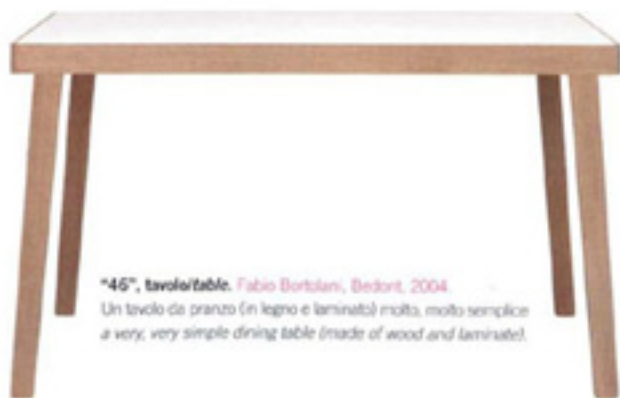 "46", tavolo/table. Fabio Bortolani, Bedont, 2004
Un tavolo da pranzo (in legno e laminato) molto, molto semplice
a very, very simple dining table (made of wood and laminate).